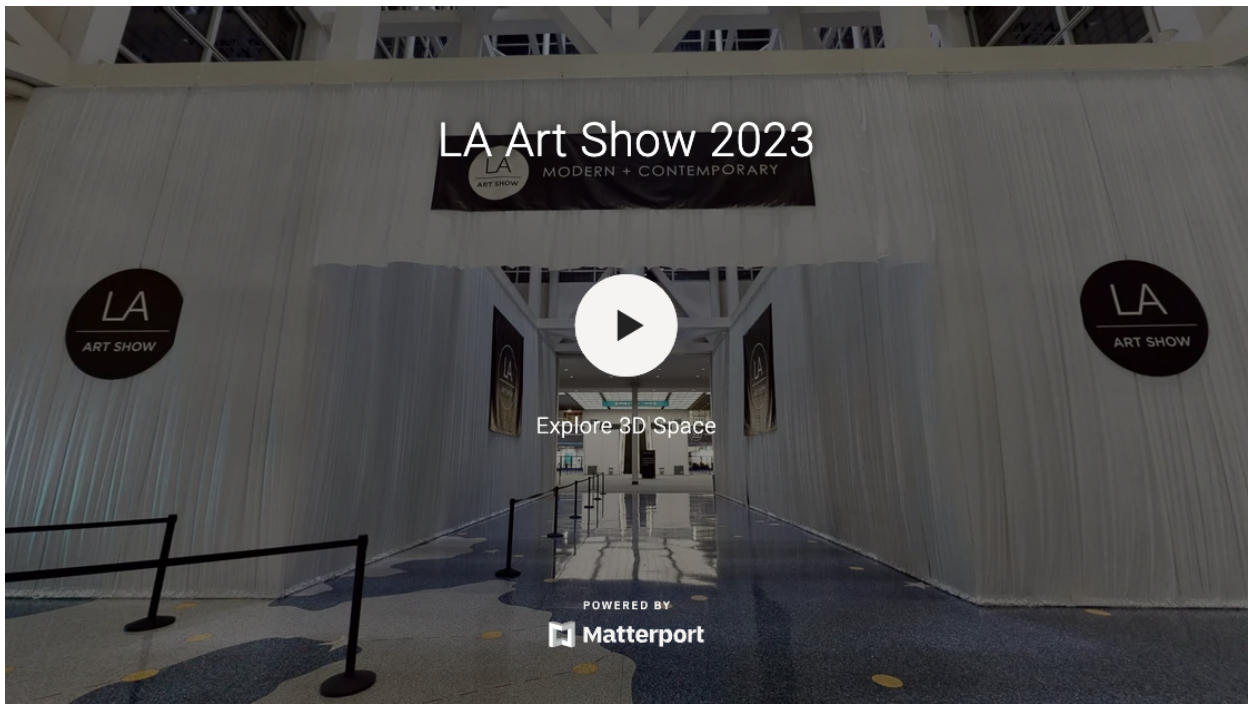 LA Art Show 2023
LA
ART SHOW
MODERN + CONTEMPORARY
LA
ART SHOW
LA
ART SHOW
LA
Explore 3D Space
POWERED BY
Matterport